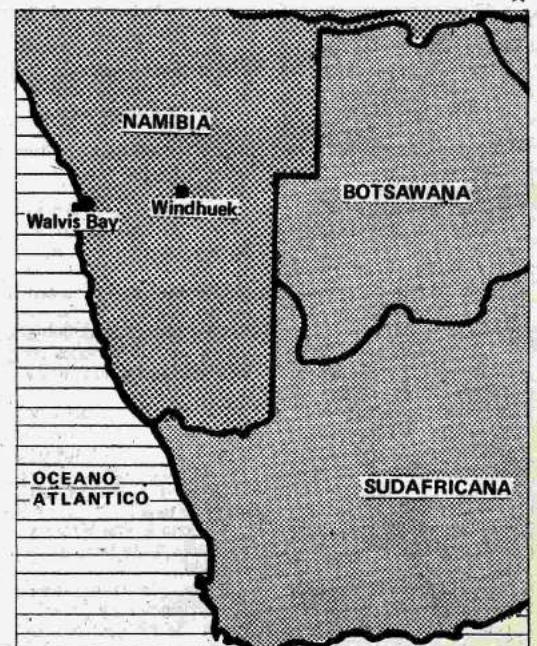 NAMIBIA
Windhuek
Walvis Bay
BOTSAWANA
OCEANO
ATLANTICO
SUDAFRICANA